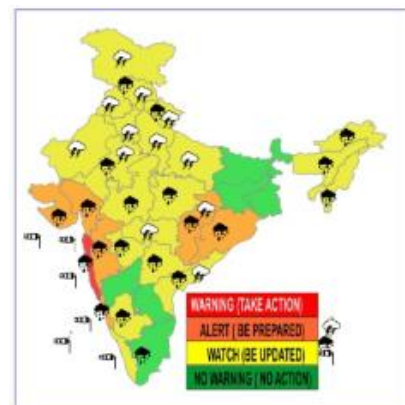 WARNING (TAKE ACTION)
ALERT ( BE PREPARED)
WATCH (BE UPDATED)
NO WARNING ( NO ACTION)